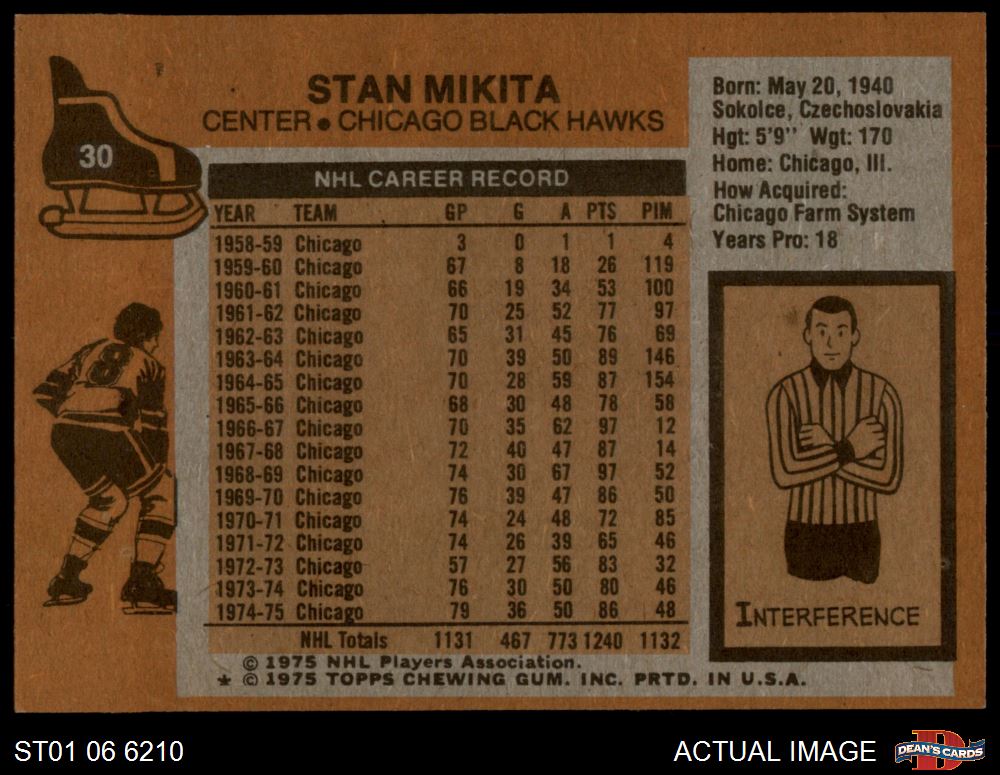 STAN MIKITA
CENTER • CHICAGO BLACK HAWKS
30
8
NHL CAREER RECORD
YEAR TEAM GP G A PTS PIM
1958-59 Chicago 3 0 1 1 4
1959-60 Chicago 67 8 18 26 119
1960-61 Chicago 66 19 34 53 100
1961-62 Chicago 70 25 52 77 97
1962-63 Chicago 65 31 45 76 69
1963-64 Chicago 70 39 50 89 146
1964-65 Chicago 70 28 59 87 154
1965-66 Chicago 68 30 48 78 58
1966-67 Chicago 70 35 62 97 12
1967-68 Chicago 72 40 47 87 14
1968-69 Chicago 74 30 67 97 52
1969-70 Chicago 76 39 47 86 50
1970-71 Chicago 74 24 48 72 85
1971-72 Chicago 74 26 39 65 46
1972-73 Chicago 57 27 56 83 32
1973-74 Chicago 76 30 50 80 46
1974-75 Chicago 79 36 50 86 48
NHL Totals 1131 467 773 1240 1132
© 1975 NHL Players Association.
★ © 1975 TOPPS CHEWING GUM. INC. PRTD. IN U.S.A.
Born: May 20, 1940
Sokolce, Czechoslovakia
Hgt: 5'9" Wgt: 170
Home: Chicago, Ill.
How Acquired:
Chicago Farm System
Years Pro: 18
INTERFERENCE
ST01 06 6210
ACTUAL IMAGE
D
DEAN'S CARDS